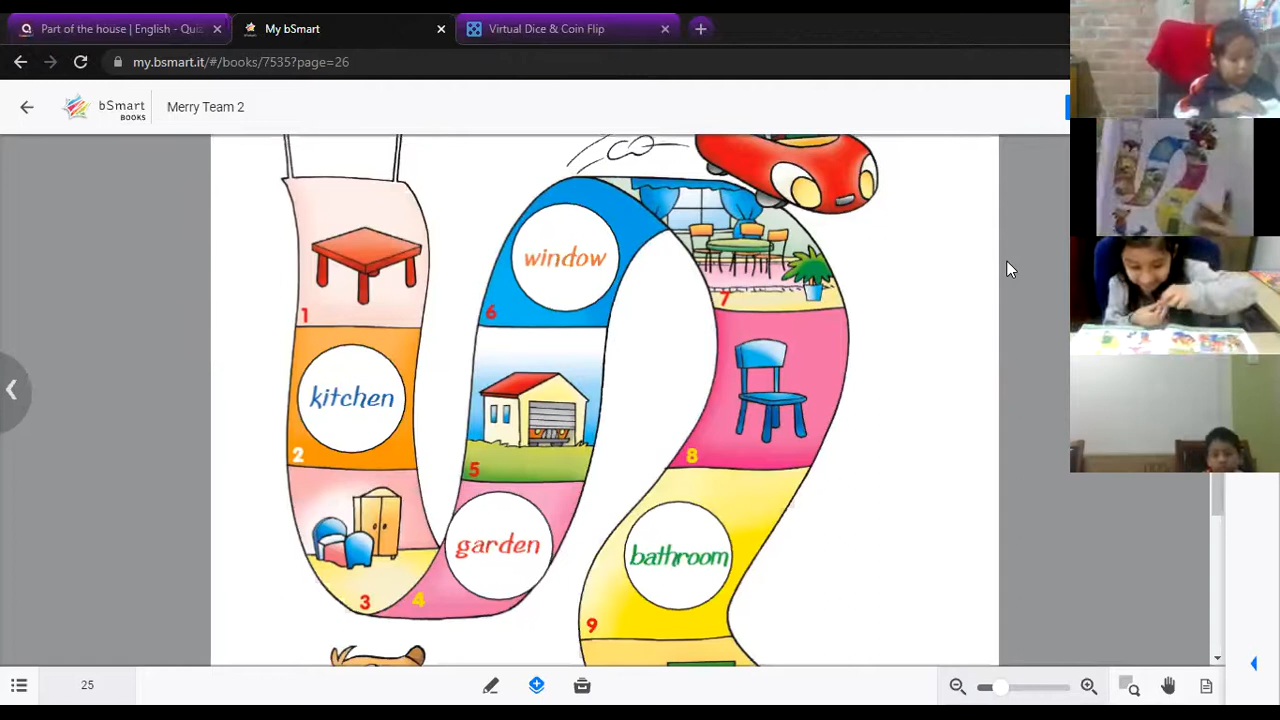 Part of the house | English - Qui
My bSmart
Virtual Dice & Coin Flip
my.bsmart.it/#/books/7535?page=26
bSmart
BOOKS
Merry Team 2
1
kitchen
2
3
garden
4
5
window
6
7
8
bathroom
9
25